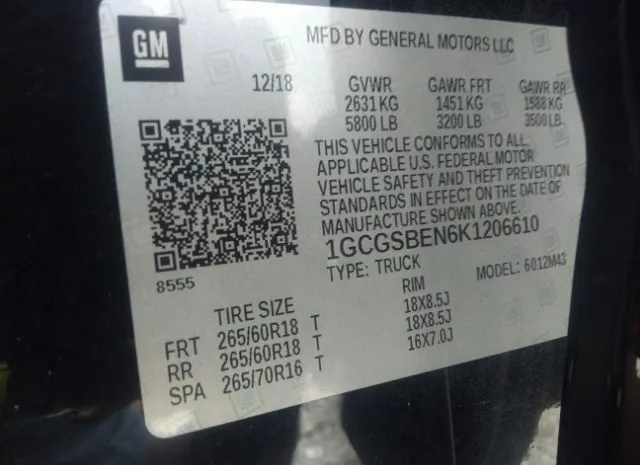 GM
MFD BY GENERAL MOTORS LLC
12/18 GVWR GAWR FRT GAWR RR
2631 KG 1451 KG 1588 KG
5800 LB 3200 LB 3500 LB
THIS VEHICLE CONFORMS TO ALL
APPLICABLE U.S. FEDERAL MOTOR
VEHICLE SAFETY AND THEFT PREVENTION
STANDARDS IN EFFECT ON THE DATE OF
MANUFACTURE SHOWN ABOVE.
1GCGSBEN6K1206610
8555
TYPE: TRUCK MODEL: 6012M43
TIRE SIZE RIM
FRT 265/60R18 T 18X8.5J
RR 265/60R18 T 18X8.5J
SPA 265/70R16 T 16X7.0J